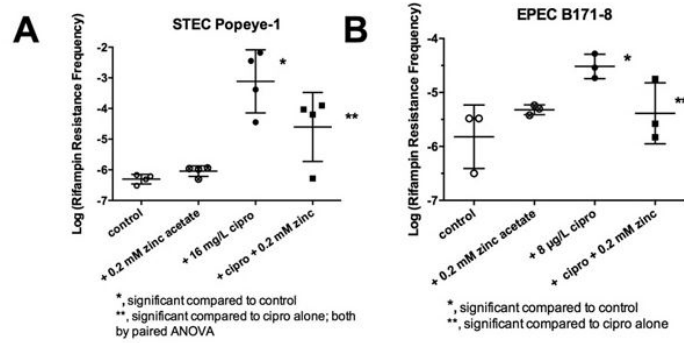 A
STEC Popeye-1
Log (Rifampin Resistance Frequency)
-2
-3
-4
-5
-6
-7
*
**
control
+ 0.2 mM zinc acetate
+ 16 mg/L cipro
+ cipro + 0.2 mM zinc
*, significant compared to control
**, significant compared to cipro alone; both
by paired ANOVA
B
EPEC B171-8
Log (Rifampin Resistance Frequency)
-4
-5
-6
-7
*
**
control
+ 0.2 mM zinc acetate
+ 8 µg/L cipro
+ cipro + 0.2 mM zinc
*, significant compared to control
**, significant compared to cipro alone